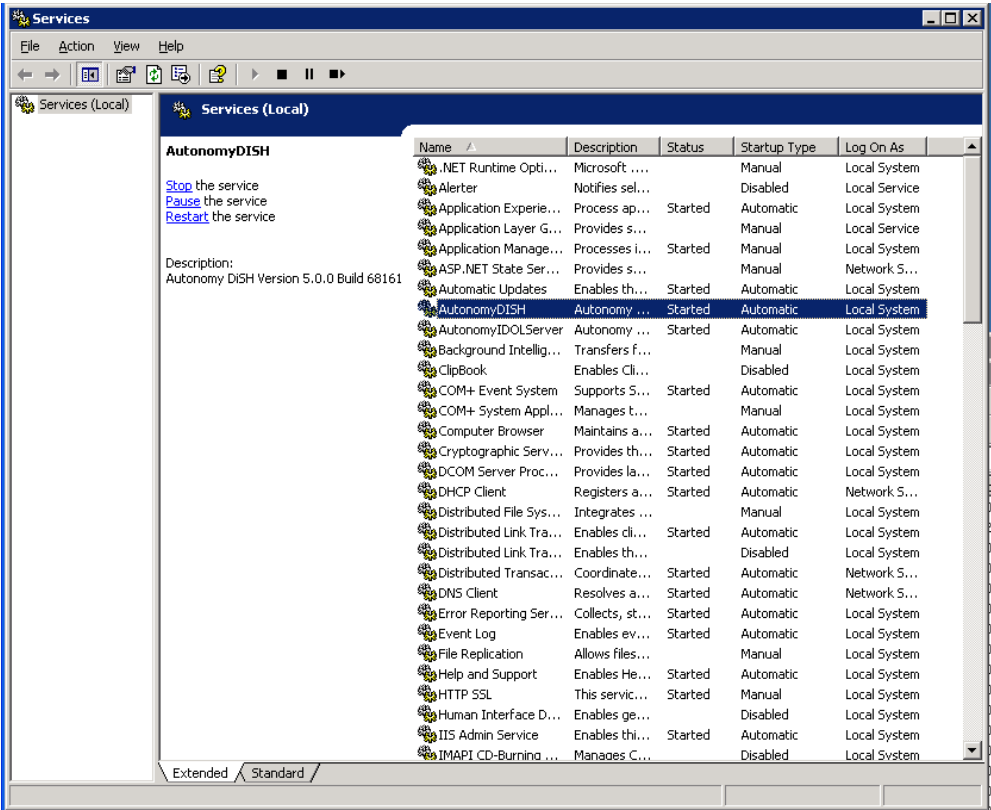 Services
File Action View Help
Services (Local)
Services (Local)
AutonomyDISH
Stop the service
Pause the service
Restart the service
Description:
Autonomy DiSH Version 5.0.0 Build 68161
Name Description Status Startup Type Log On As
.NET Runtime Opti... Microsoft .... Manual Local System
Alerter Notifies sel... Disabled Local Service
Application Experie... Process ap... Started Automatic Local System
Application Layer G... Provides s... Manual Local Service
Application Manage... Processes i... Started Manual Local System
ASP.NET State Ser... Provides s... Manual Network S...
Automatic Updates Enables th... Started Automatic Local System
AutonomyDISH Autonomy ... Started Automatic Local System
AutonomyIDOLServer Autonomy ... Started Automatic Local System
Background Intellig... Transfers f... Manual Local System
ClipBook Enables Cli... Disabled Local System
COM+ Event System Supports S... Started Automatic Local System
COM+ System Appl... Manages t... Manual Local System
Computer Browser Maintains a... Started Automatic Local System
Cryptographic Serv... Provides th... Started Automatic Local System
DCOM Server Proc... Provides la... Started Automatic Local System
DHCP Client Registers a... Started Automatic Network S...
Distributed File Sys... Integrates ... Manual Local System
Distributed Link Tra... Enables cli... Started Automatic Local System
Distributed Link Tra... Enables th... Disabled Local System
Distributed Transac... Coordinate... Started Automatic Network S...
DNS Client Resolves a... Started Automatic Network S...
Error Reporting Ser... Collects, st... Started Automatic Local System
Event Log Enables ev... Started Automatic Local System
File Replication Allows files... Manual Local System
Help and Support Enables He... Started Automatic Local System
HTTP SSL This servic... Started Manual Local System
Human Interface D... Enables ge... Disabled Local System
IIS Admin Service Enables thi... Started Automatic Local System
IMAPI CD-Burning ... Manages C... Disabled Local System
Extended Standard